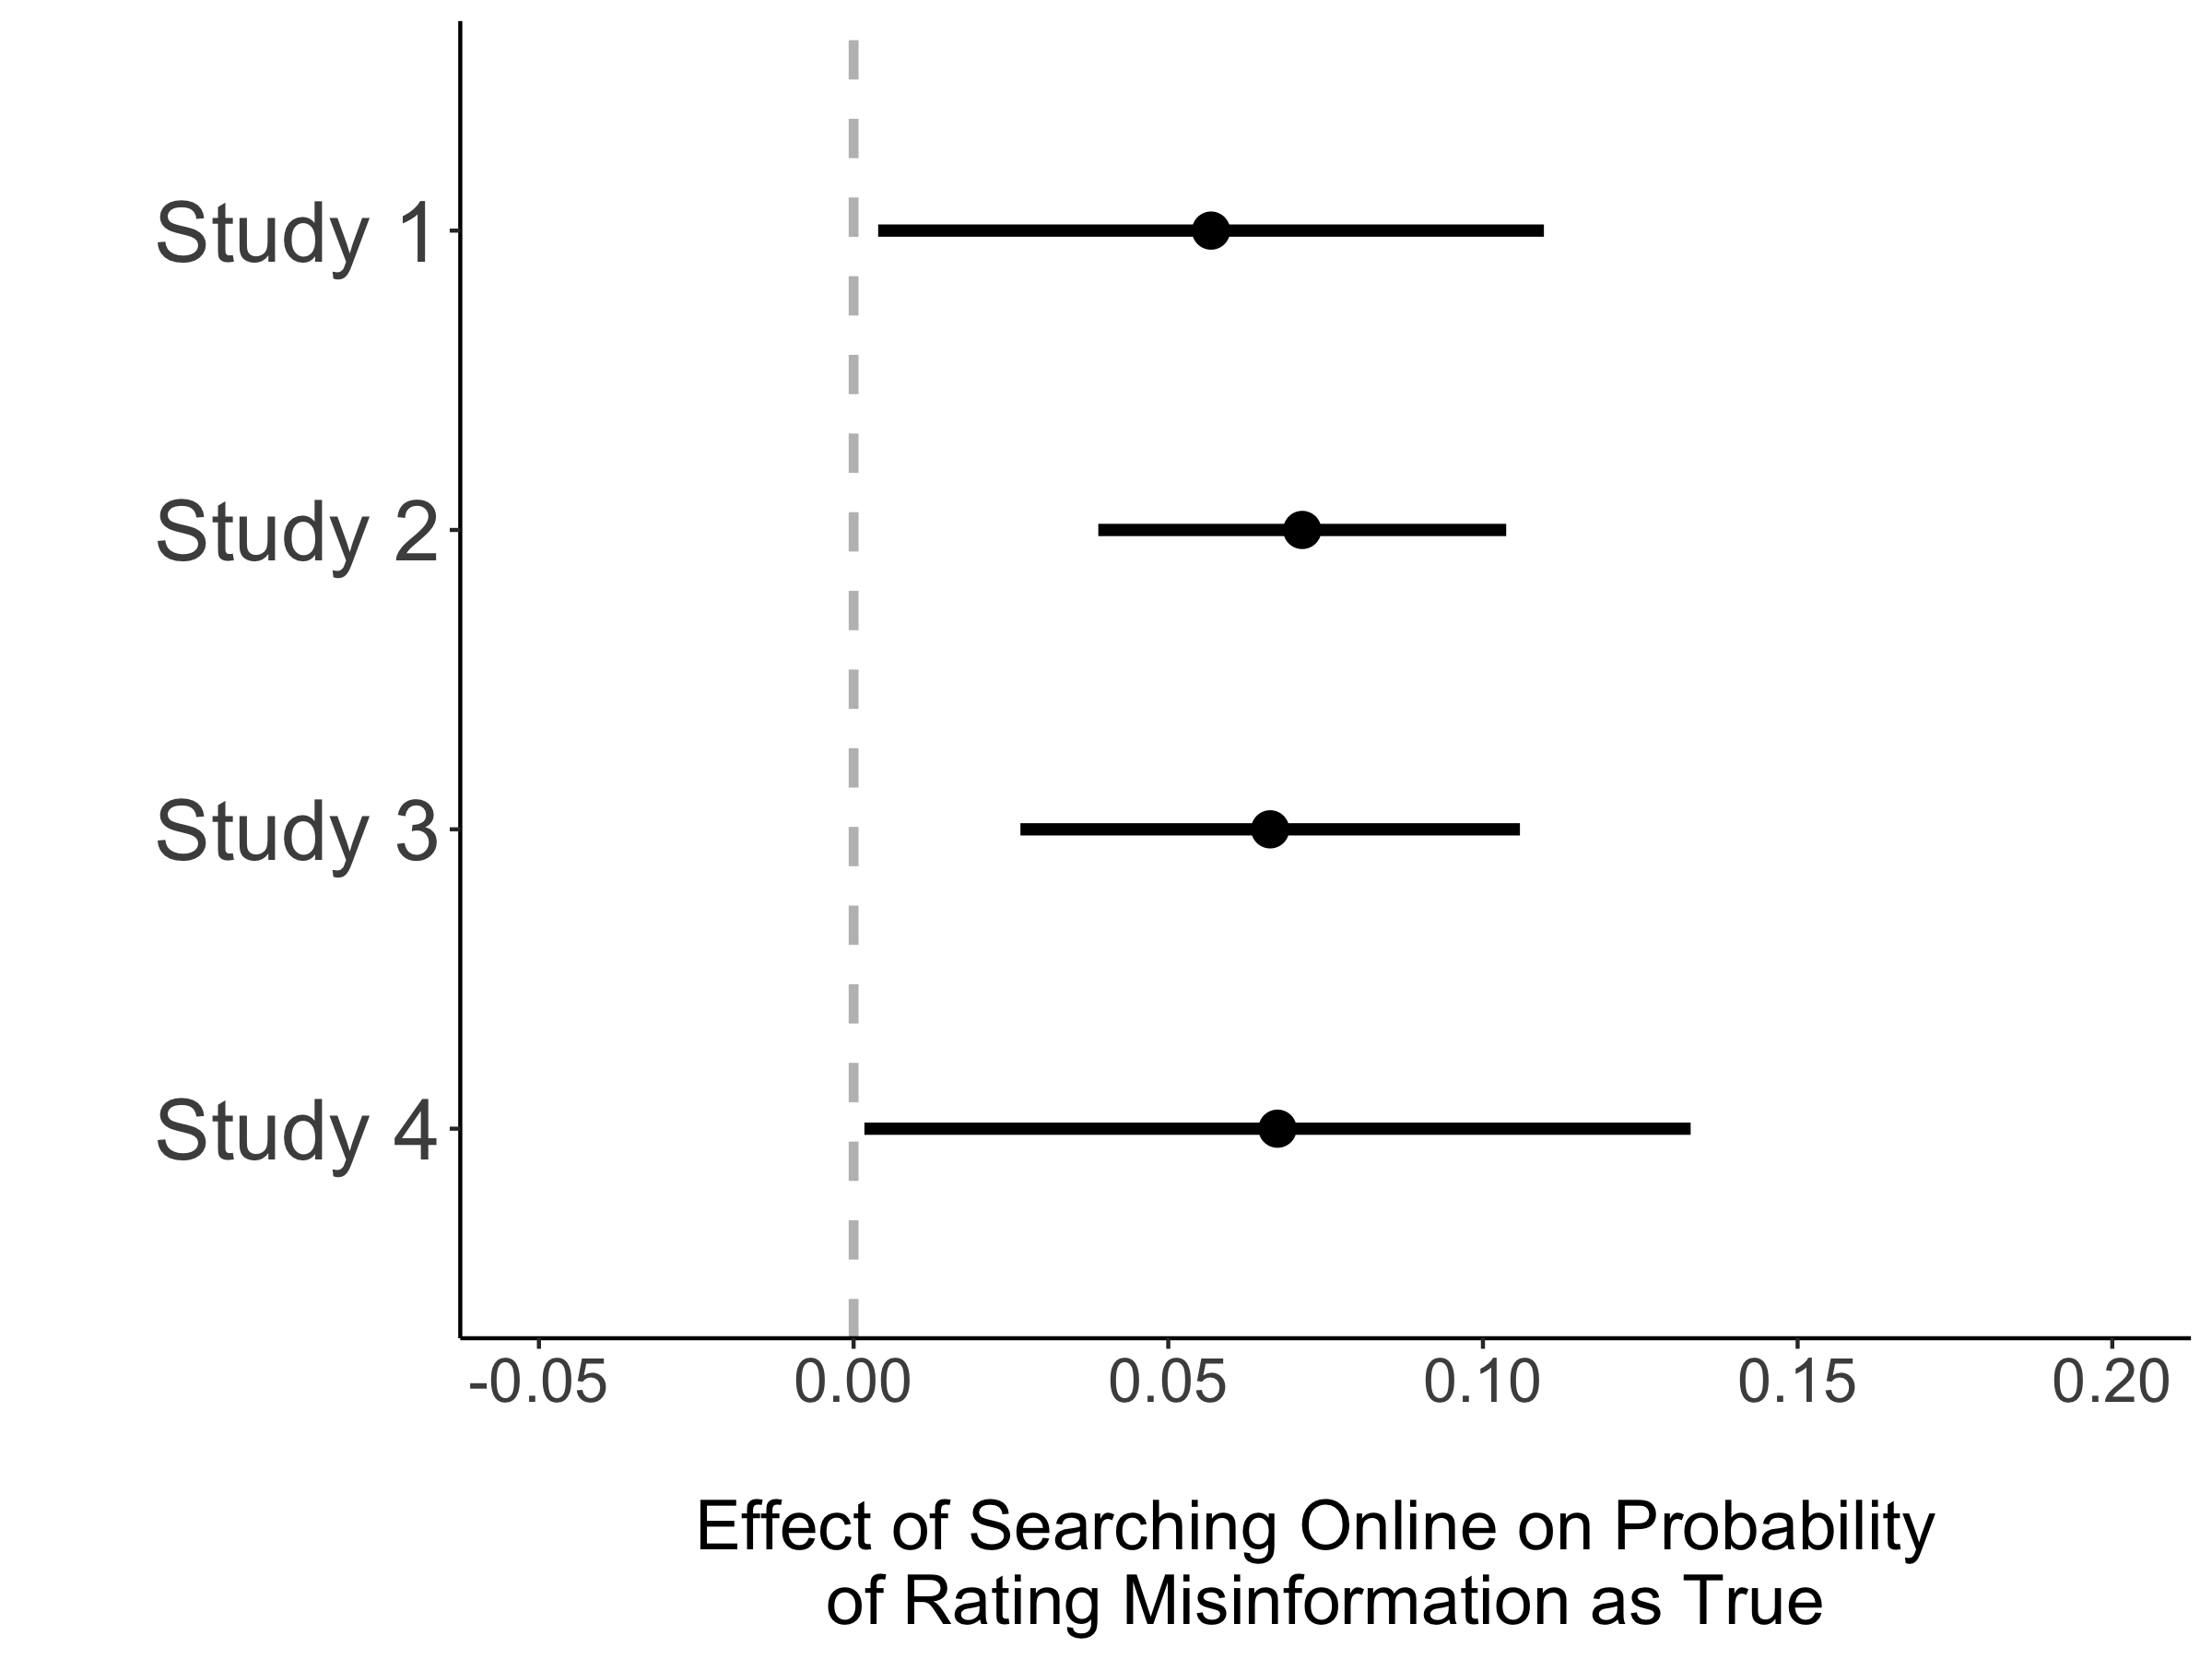 Study 1
Study 2
Study 3
Study 4
-0.05 0.00 0.05 0.10 0.15 0.20
Effect of Searching Online on Probability
of Rating Misinformation as True